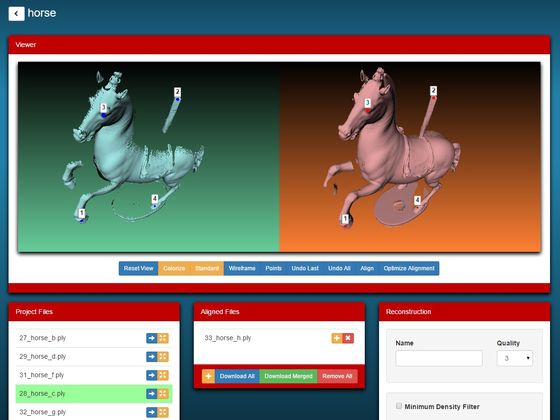 horse
Viewer
2
3
1
4
2
3
1
4
Reset View Colorize Standard Wireframe Points Undo Last Undo All Align Optimize Alignment
Project Files
27_horse_b.ply
29_horse_d.ply
31_horse_f.ply
28_horse_c.ply
32_horse_g.ply
Aligned Files
33_horse_h.ply
Download All Download Merged Remove All
Reconstruction
Name Quality
3
Minimum Density Filter